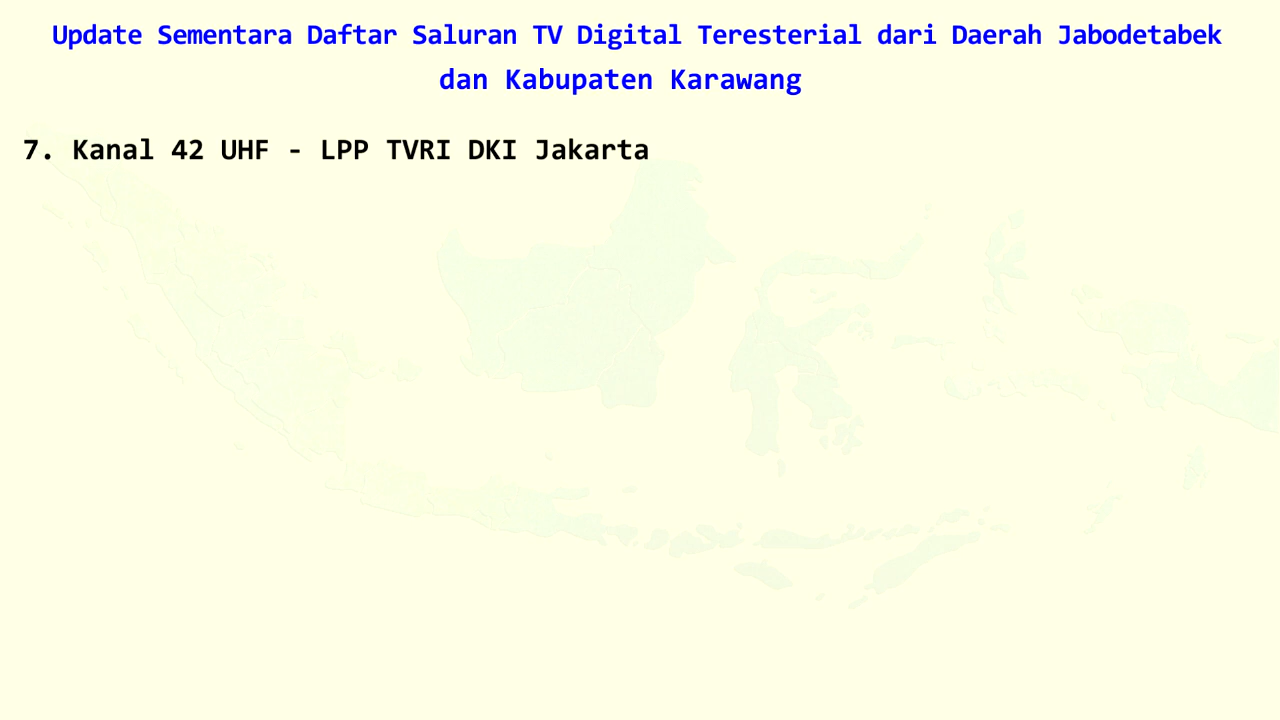 Update Sementara Daftar Saluran TV Digital Teresterial dari Daerah Jabodetabek
dan Kabupaten Karawang
7. Kanal 42 UHF - LPP TVRI DKI Jakarta